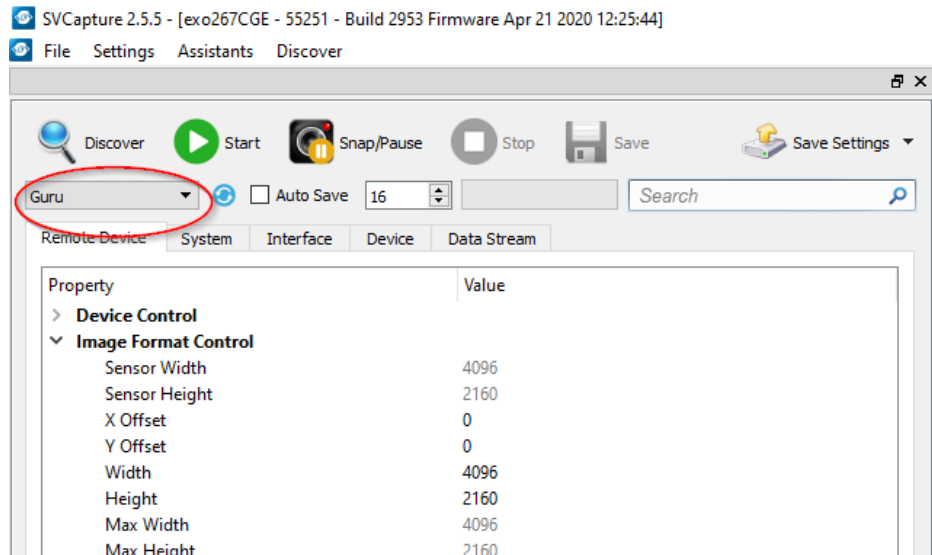 SVCapture 2.5.5 - [exo267CGE - 55251 - Build 2953 Firmware Apr 21 2020 12:25:44]
File Settings Assistants Discover
Discover Start Snap/Pause Stop Save Save Settings
Guru Auto Save 16 Search
Remote Device System Interface Device Data Stream
Property Value
Device Control
Image Format Control
Sensor Width 4096
Sensor Height 2160
X Offset 0
Y Offset 0
Width 4096
Height 2160
Max Width 4096
Max Height 2160